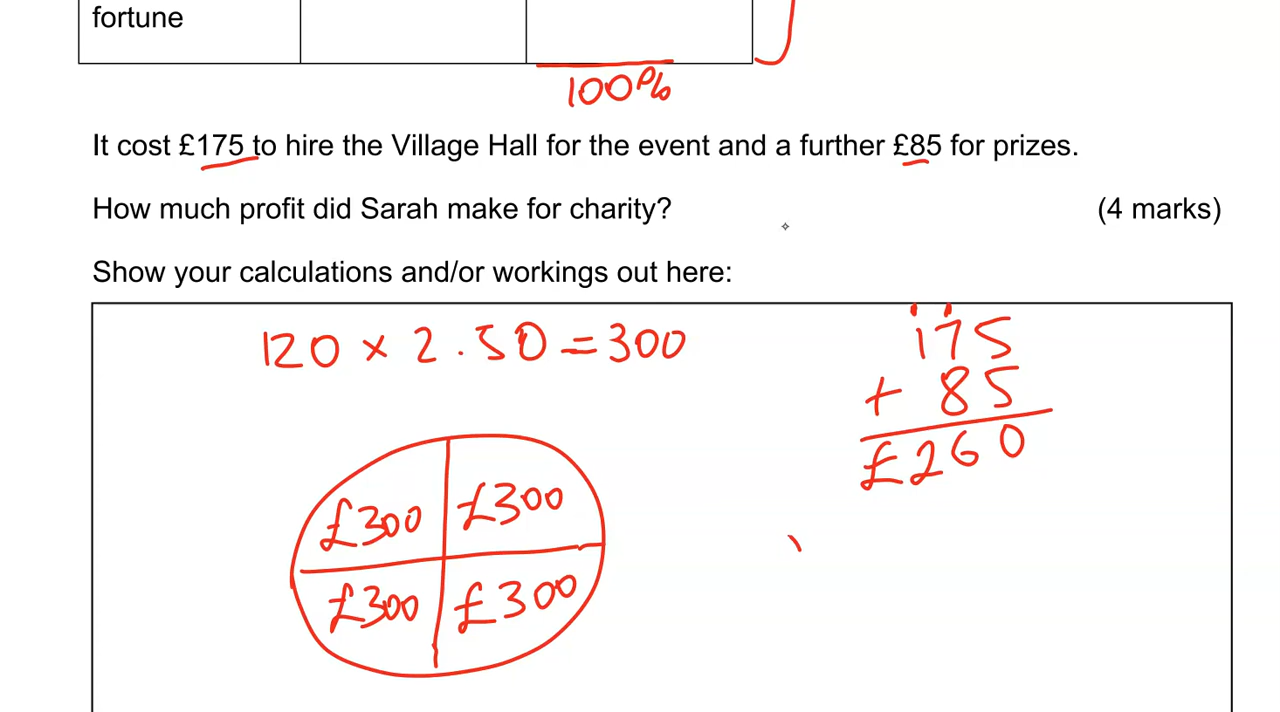 fortune
100%
It cost £175 to hire the Village Hall for the event and a further £85 for prizes.
How much profit did Sarah make for charity? (4 marks)
Show your calculations and/or workings out here:
120 × 2.50 = 300
175
+ 85
£260
£300 £300
£300 £300